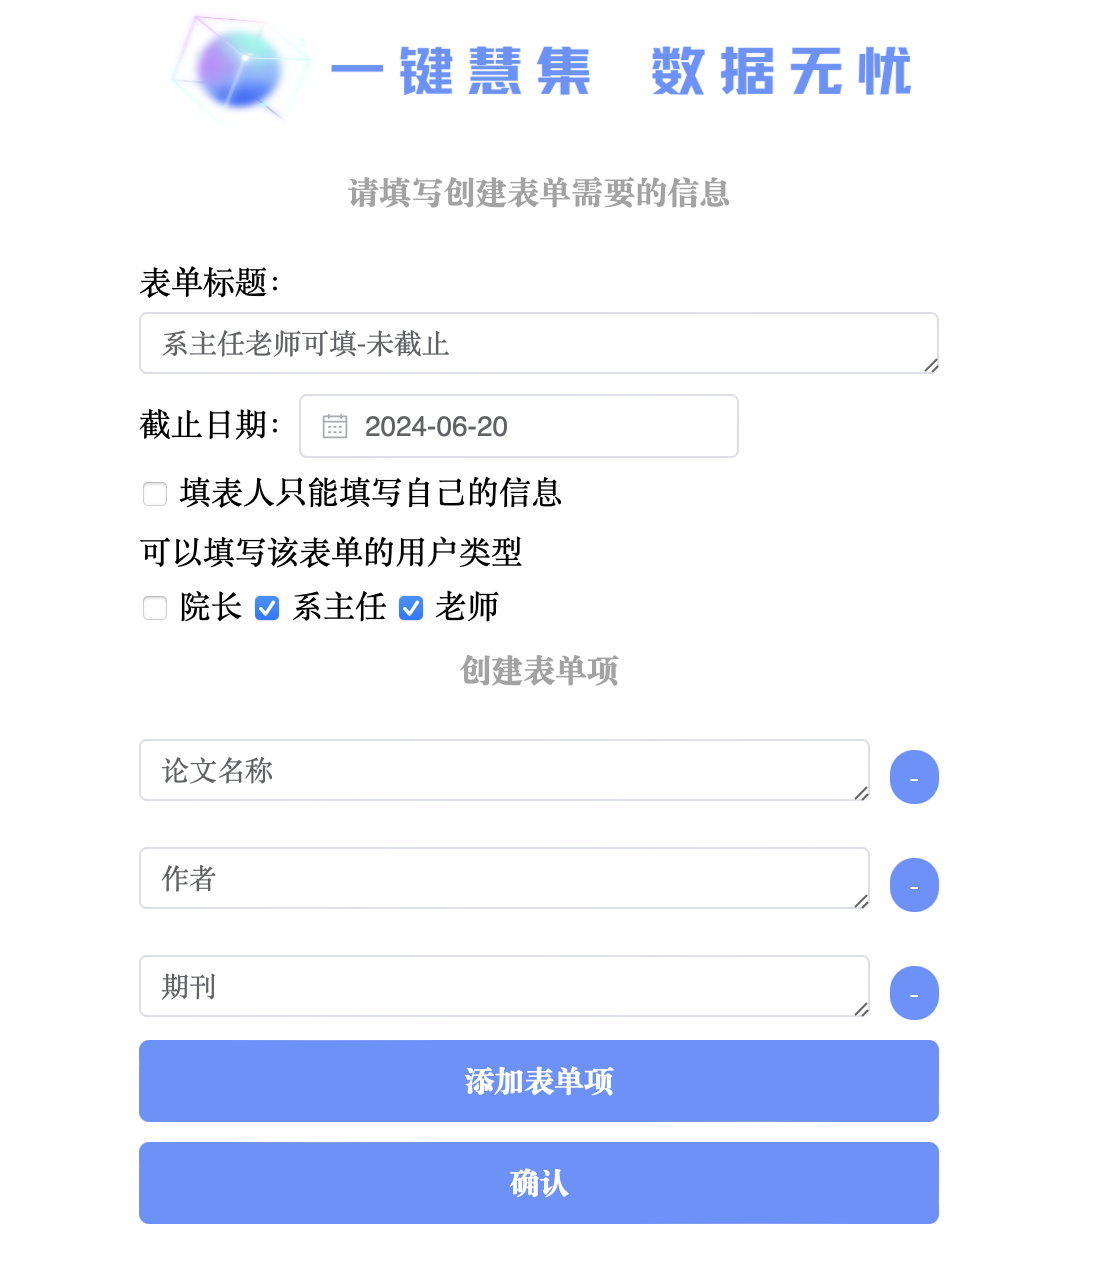 一键慧集 数据无忧
请填写创建表单需要的信息
表单标题：
系主任老师可填-未截止
截止日期： 2024-06-20
填表人只能填写自己的信息
可以填写该表单的用户类型
院长 系主任 老师
创建表单项
论文名称 -
作者 -
期刊 -
添加表单项
确认